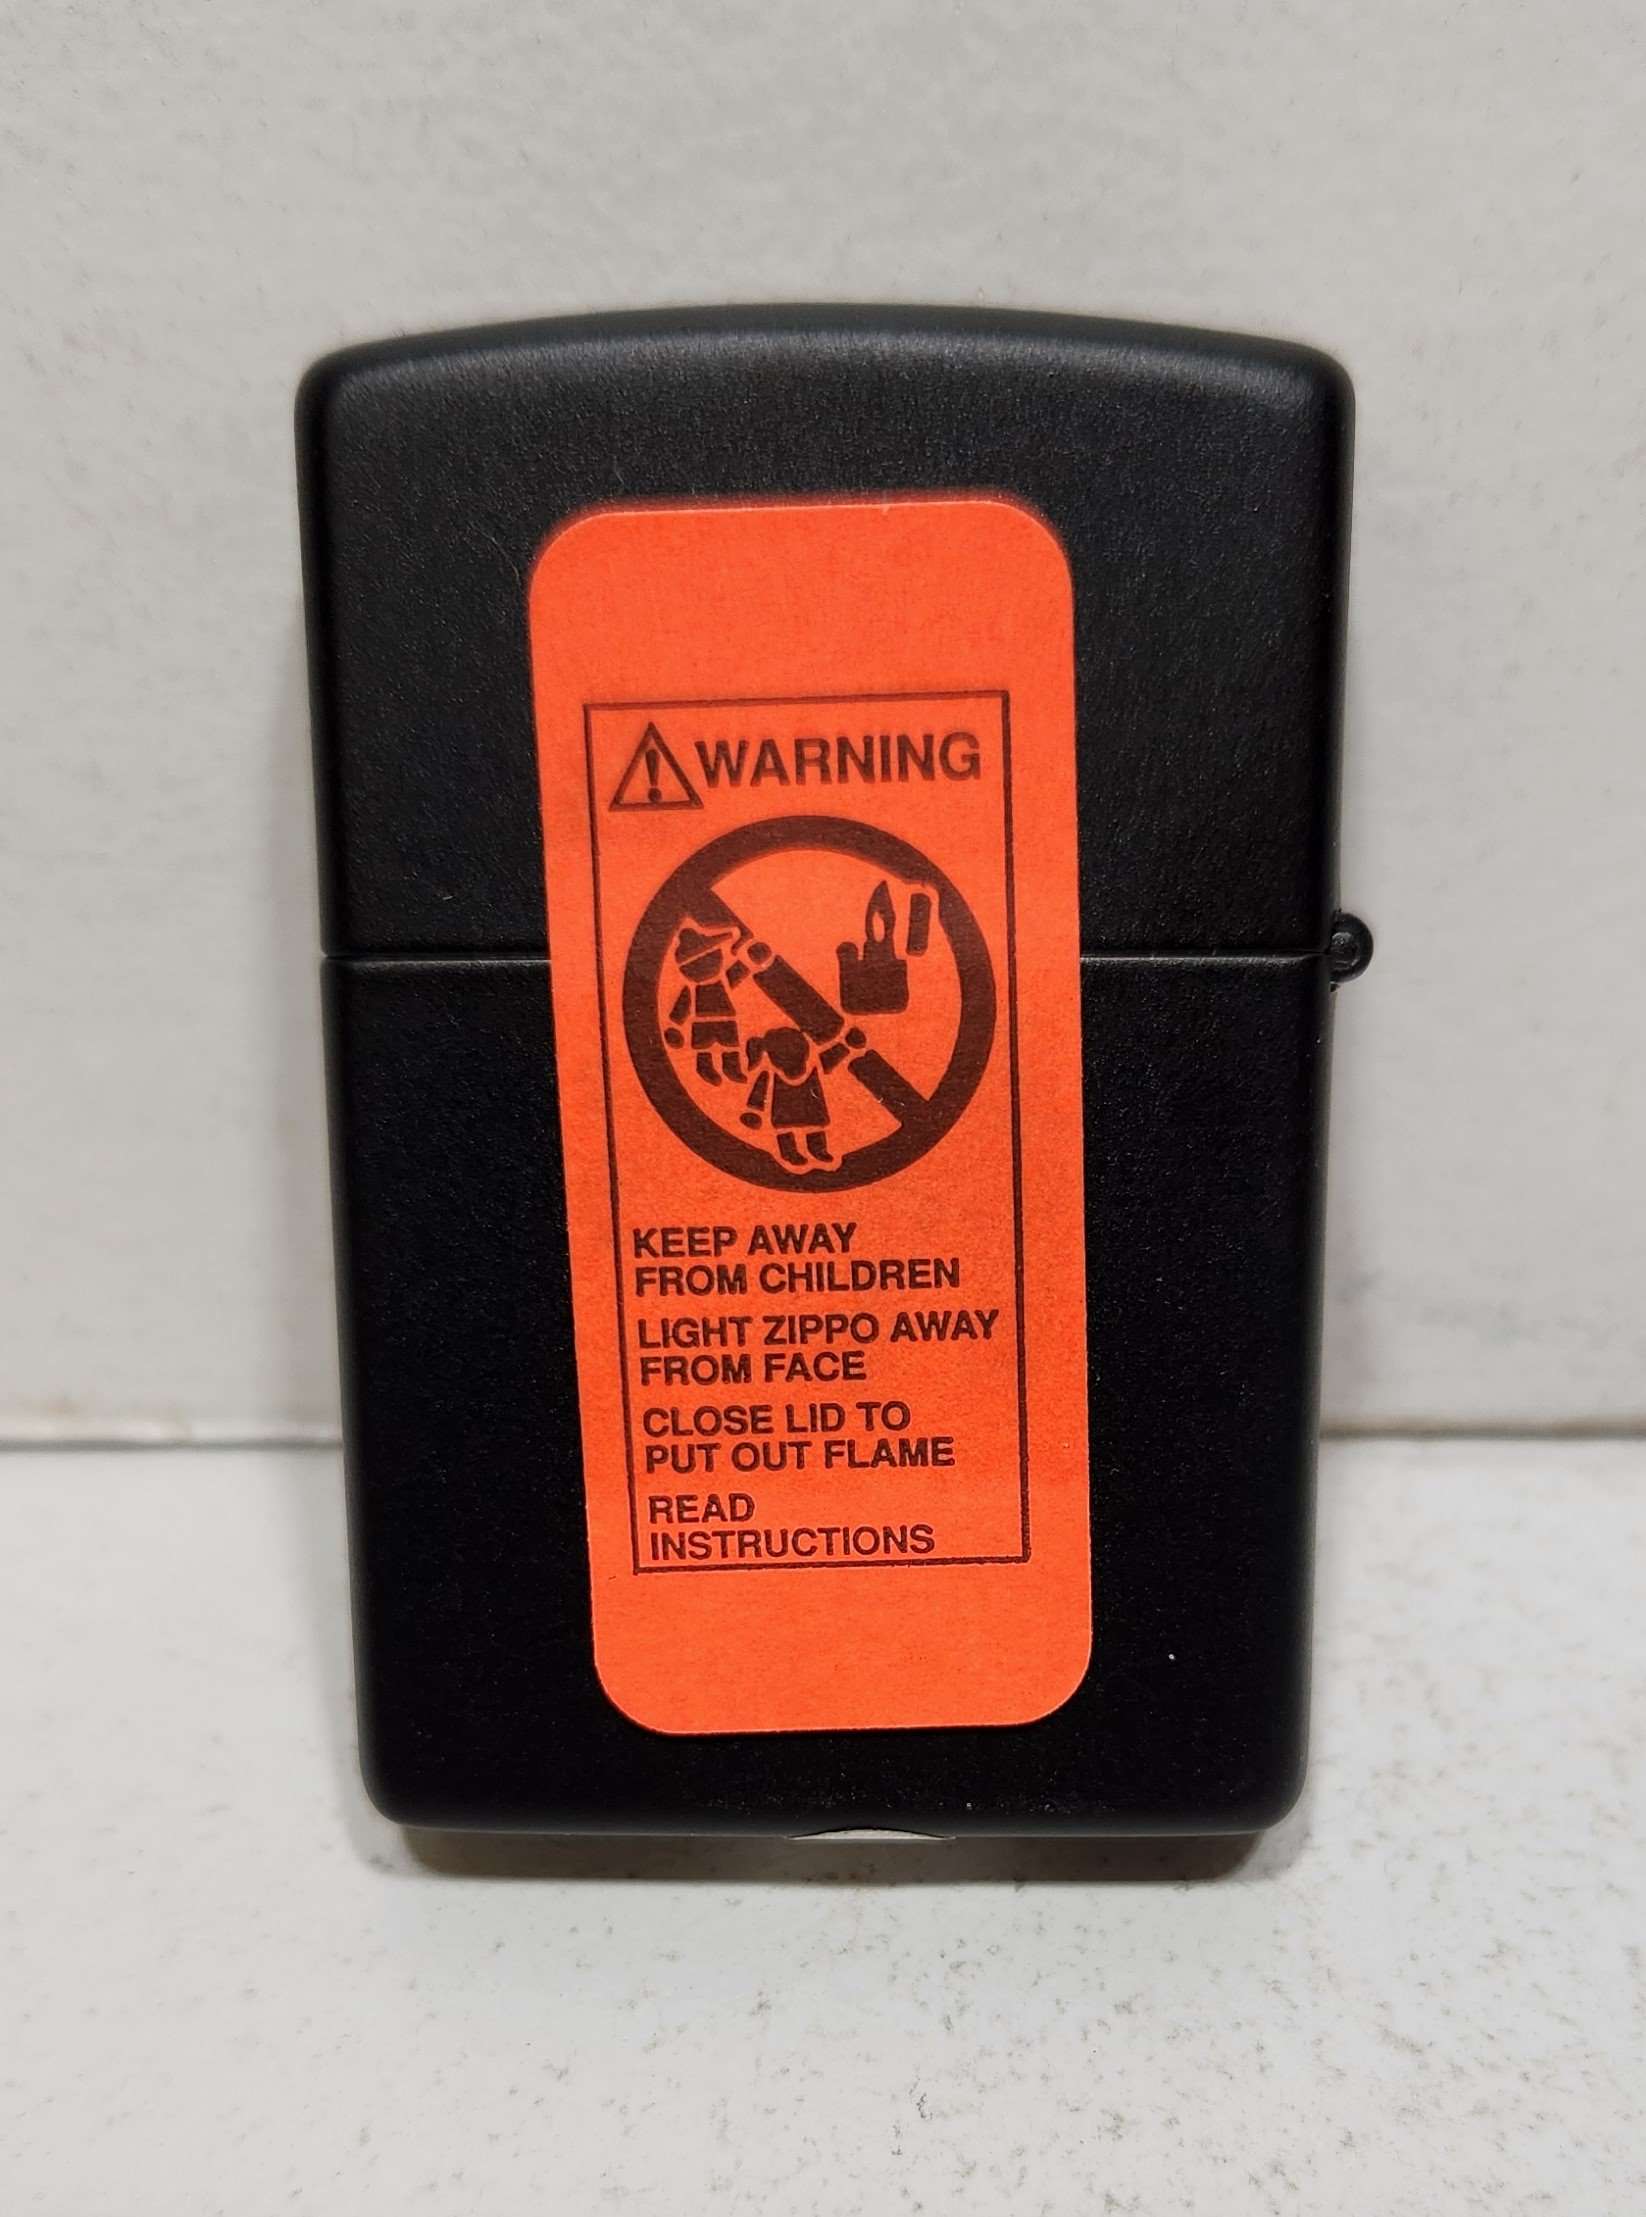 WARNING
KEEP AWAY
FROM CHILDREN
LIGHT ZIPPO AWAY
FROM FACE
CLOSE LID TO
PUT OUT FLAME
READ
INSTRUCTIONS